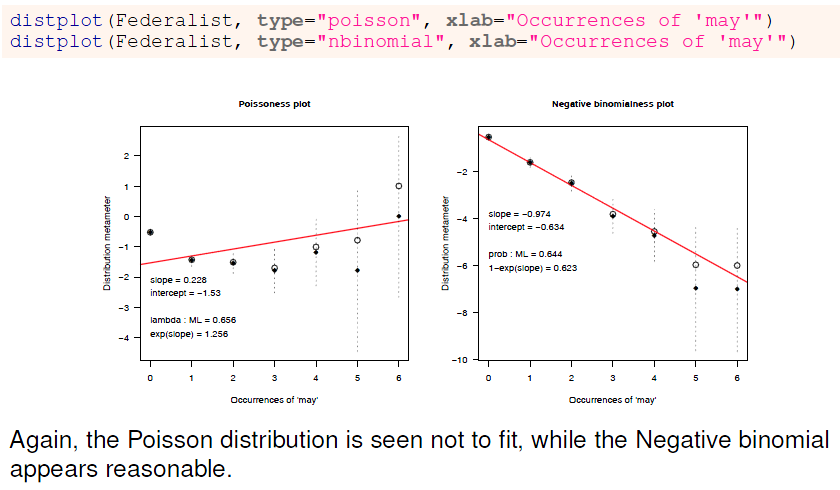 distplot(Federalist, type="poisson", xlab="Occurrences of 'may'")
distplot(Federalist, type="nbinomial", xlab="Occurrences of 'may'")
Poissoness plot
Distribution metameter
2
1
0
−1
−2
−3
−4
slope = 0.228
intercept = −1.53
lambda : ML = 0.656
exp(slope) = 1.256
0 1 2 3 4 5 6
Occurrences of 'may'
Negative binomialness plot
Distribution metameter
−2
−4
−6
−8
−10
slope = −0.974
intercept = −0.634
prob : ML = 0.644
1−exp(slope) = 0.623
0 1 2 3 4 5 6
Occurrences of 'may'
Again, the Poisson distribution is seen not to fit, while the Negative binomial
appears reasonable.